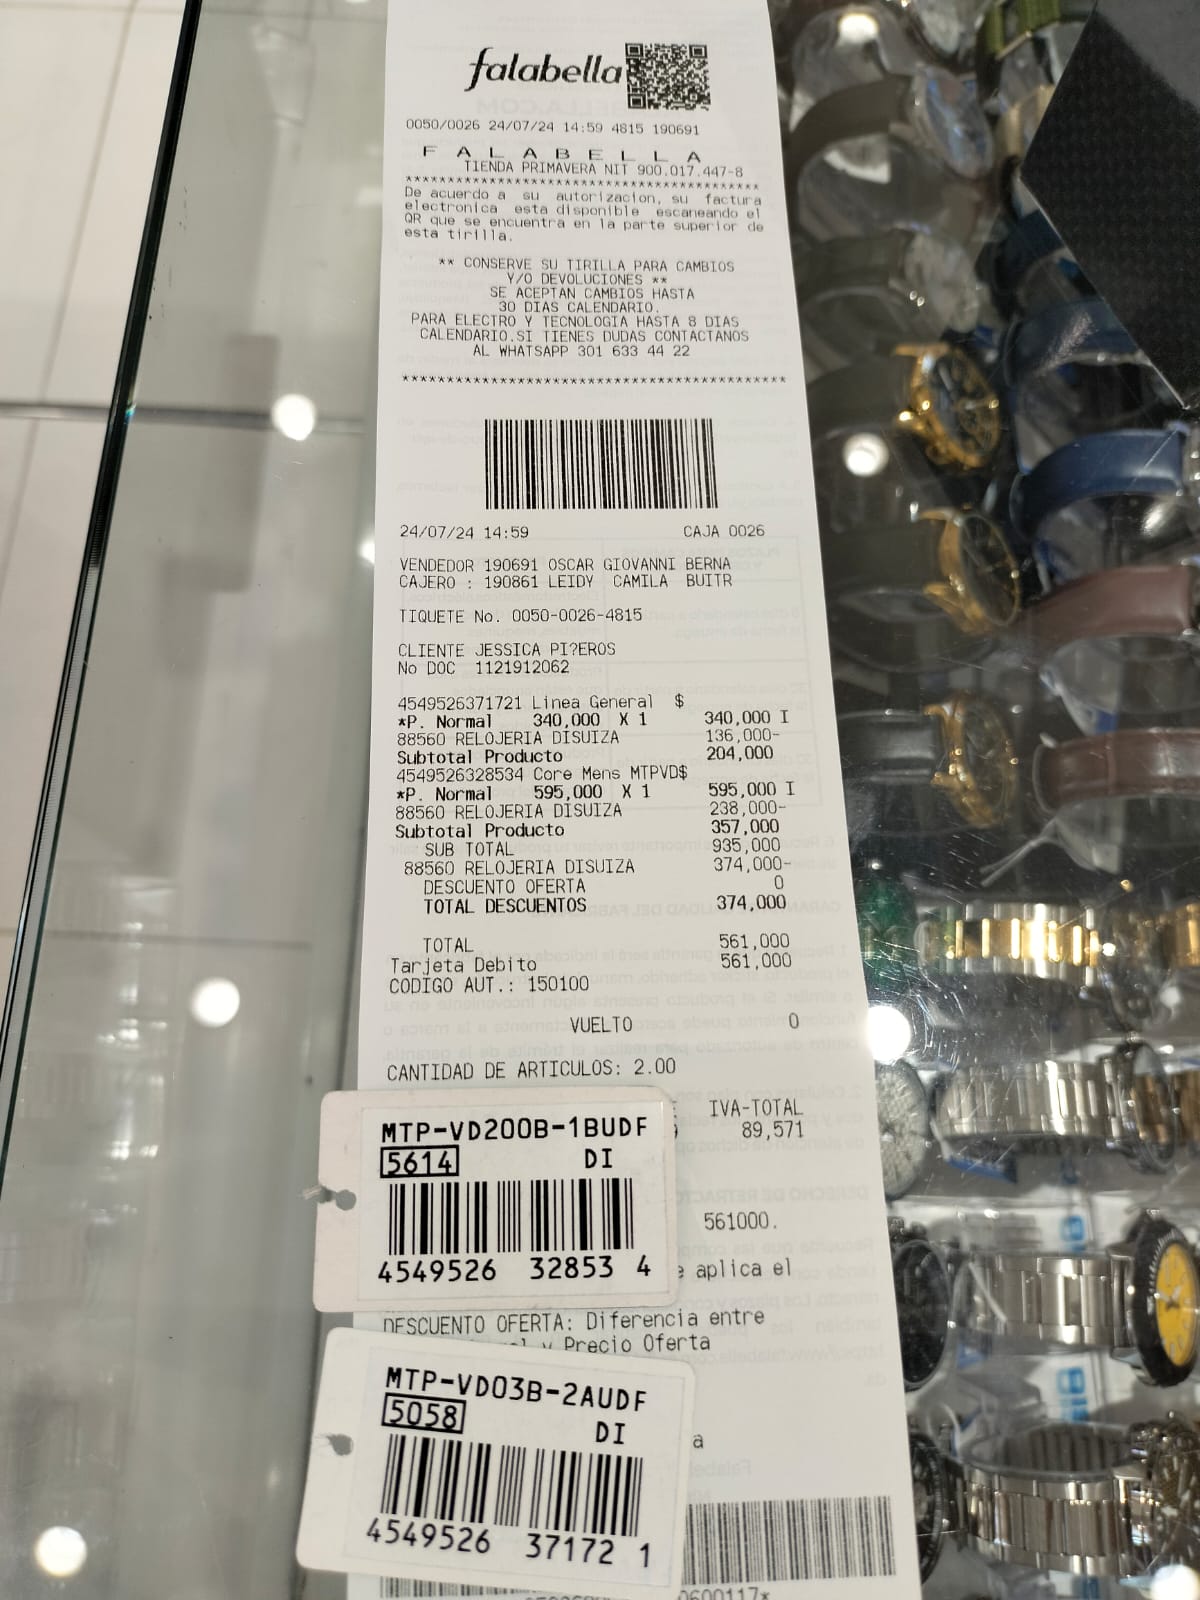 falabella
0050/0026 24/07/24 14:59 4815 190691
F A L A B E L L A
TIENDA PRIMAVERA NIT 900.017.447-8
******************************************
De acuerdo a su autorizacion, su factura
electronica esta disponible escaneando el
QR que se encuentra en la parte superior de
esta tirilla.
** CONSERVE SU TIRILLA PARA CAMBIOS
Y/O DEVOLUCIONES **
SE ACEPTAN CAMBIOS HASTA
30 DIAS CALENDARIO.
PARA ELECTRO Y TECNOLOGIA HASTA 8 DIAS
CALENDARIO.SI TIENES DUDAS CONTACTANOS
AL WHATSAPP 301 633 44 22
******************************************
24/07/24 14:59 CAJA 0026
VENDEDOR 190691 OSCAR GIOVANNI BERNA
CAJERO : 190861 LEIDY CAMILA BUITR
TIQUETE No. 0050-0026-4815
CLIENTE JESSICA PI?EROS
No DOC 1121912062
4549526371721 Linea General $
*P. Normal 340,000 X 1 340,000 I
88560 RELOJERIA DISUIZA 136,000-
Subtotal Producto 204,000
4549526328534 Core Mens MTPVD$
*P. Normal 595,000 X 1 595,000 I
88560 RELOJERIA DISUIZA 238,000-
Subtotal Producto 357,000
SUB TOTAL 935,000
88560 RELOJERIA DISUIZA 374,000-
DESCUENTO OFERTA 0
TOTAL DESCUENTOS 374,000
TOTAL 561,000
Tarjeta Debito 561,000
CODIGO AUT.: 150100
VUELTO 0
CANTIDAD DE ARTICULOS: 2.00
IVA-TOTAL
89,571
MTP-VD200B-1BUDF
5614 DI
4549526 32853 4
561000.
aplica el
DESCUENTO OFERTA: Diferencia entre
y Precio Oferta
MTP-VD03B-2AUDF
5058 DI
4549526 37172 1